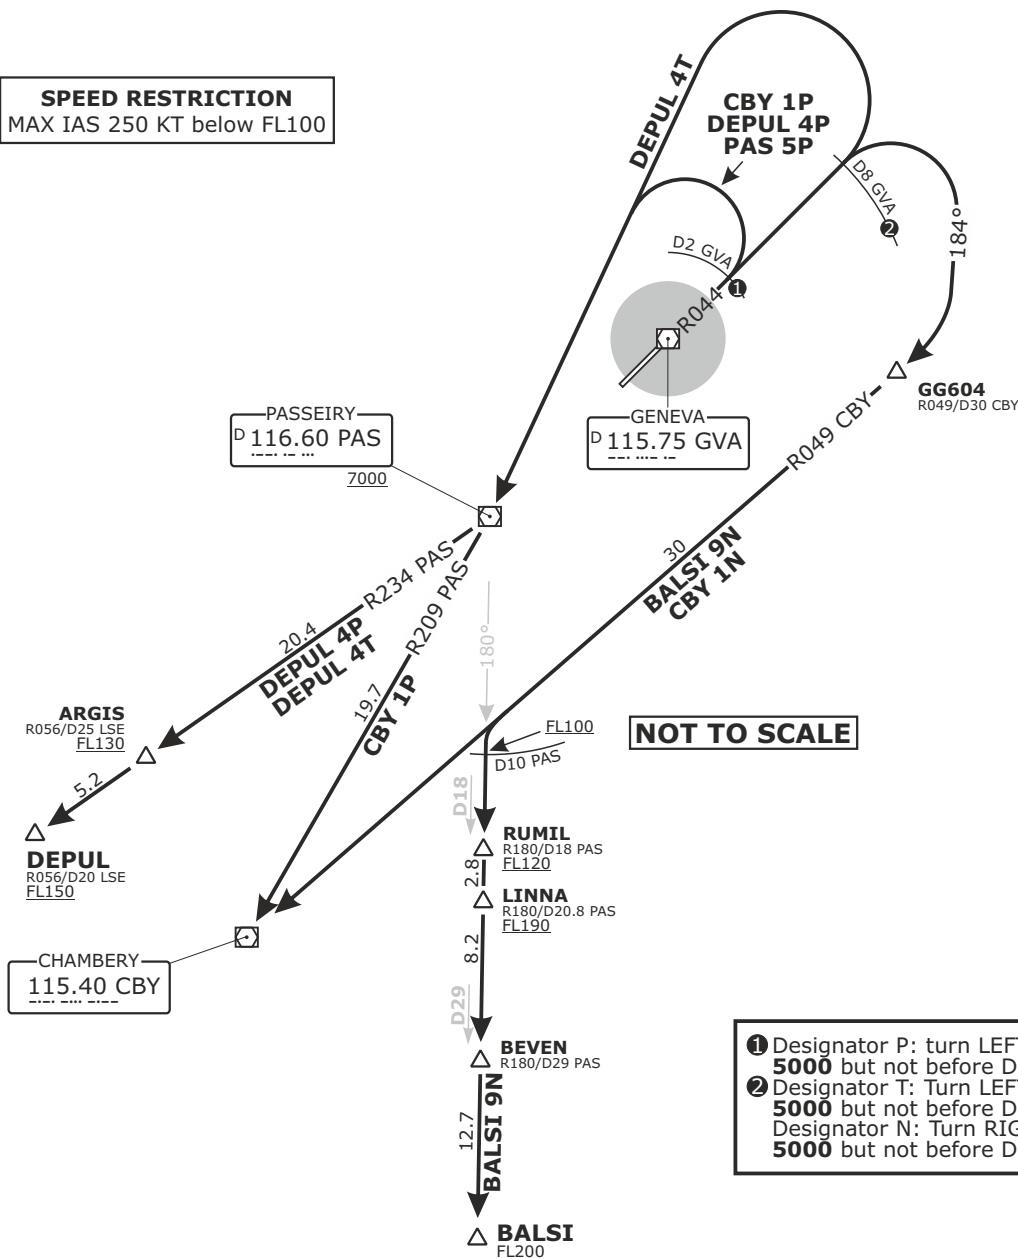 SPEED RESTRICTION
MAX IAS 250 KT below FL100
DEPUL 4T
CBY 1P
DEPUL 4P
PAS 5P
D8 GVA
2
184°
D2 GVA
1
R044
GG604
R049/D30 CBY
PASSEIRY
D 116.60 PAS
7000
GENEVA
D 115.75 GVA
R049 CBY
30
BALSI 9N
CBY 1N
R234 PAS
20.4
DEPUL 4P
DEPUL 4T
R209 PAS
19.7
CBY 1P
180°
ARGIS
R056/D25 LSE
FL130
5.2
DEPUL
R056/D20 LSE
FL150
FL100
D10 PAS
NOT TO SCALE
D18
RUMIL
R180/D18 PAS
FL120
2.8
LINNA
R180/D20.8 PAS
FL190
8.2
CHAMBERY
115.40 CBY
D29
BEVEN
R180/D29 PAS
12.7
BALSI 9N
BALSI
FL200
1 Designator P: turn LEF
5000 but not before D
2 Designator T: Turn LEF
5000 but not before D
Designator N: Turn RIG
5000 but not before D